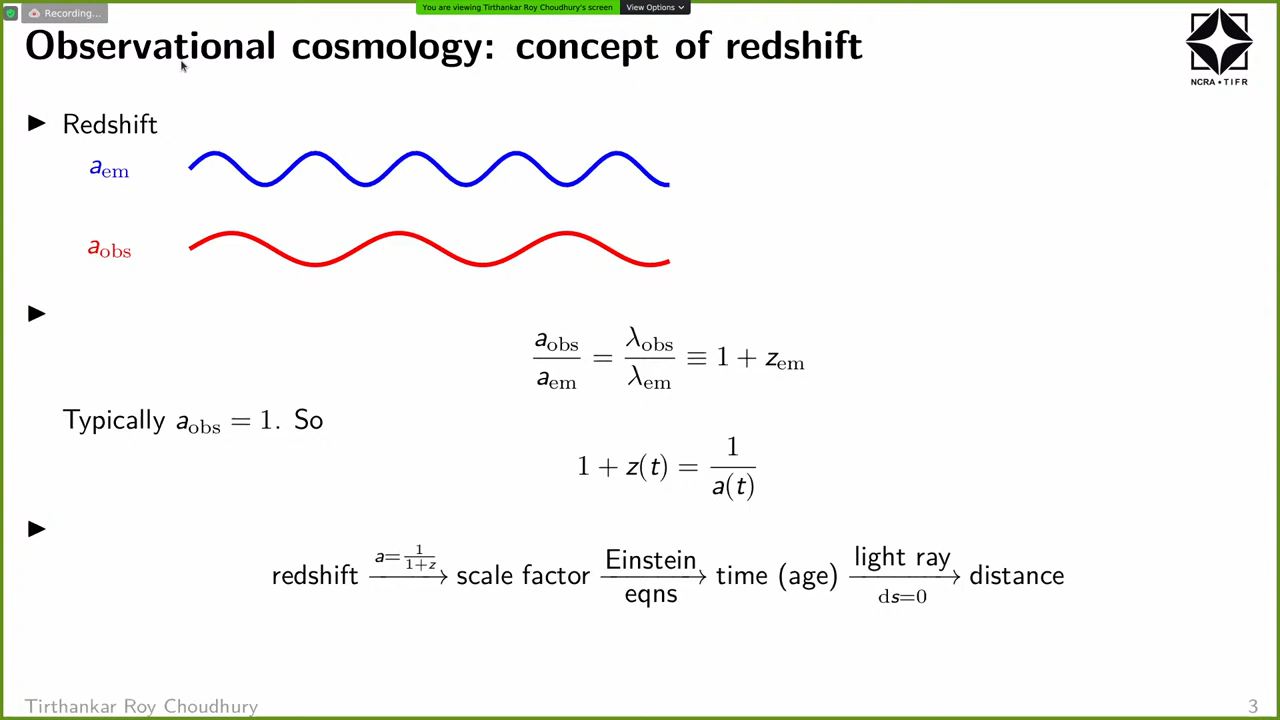 Recording...
You are viewing Tirthankar Roy Choudhury's screen
View Options
Observational cosmology: concept of redshift
NCRA • TIFR
▶ Redshift
a_em
a_obs
▶
a_obs / a_em = λ_obs / λ_em ≡ 1 + z_em
Typically a_obs = 1. So
1 + z(t) = 1 / a(t)
▶
redshift —a=1/(1+z)→ scale factor —Einstein eqns→ time (age) —light ray ds=0→ distance
Tirthankar Roy Choudhury
3